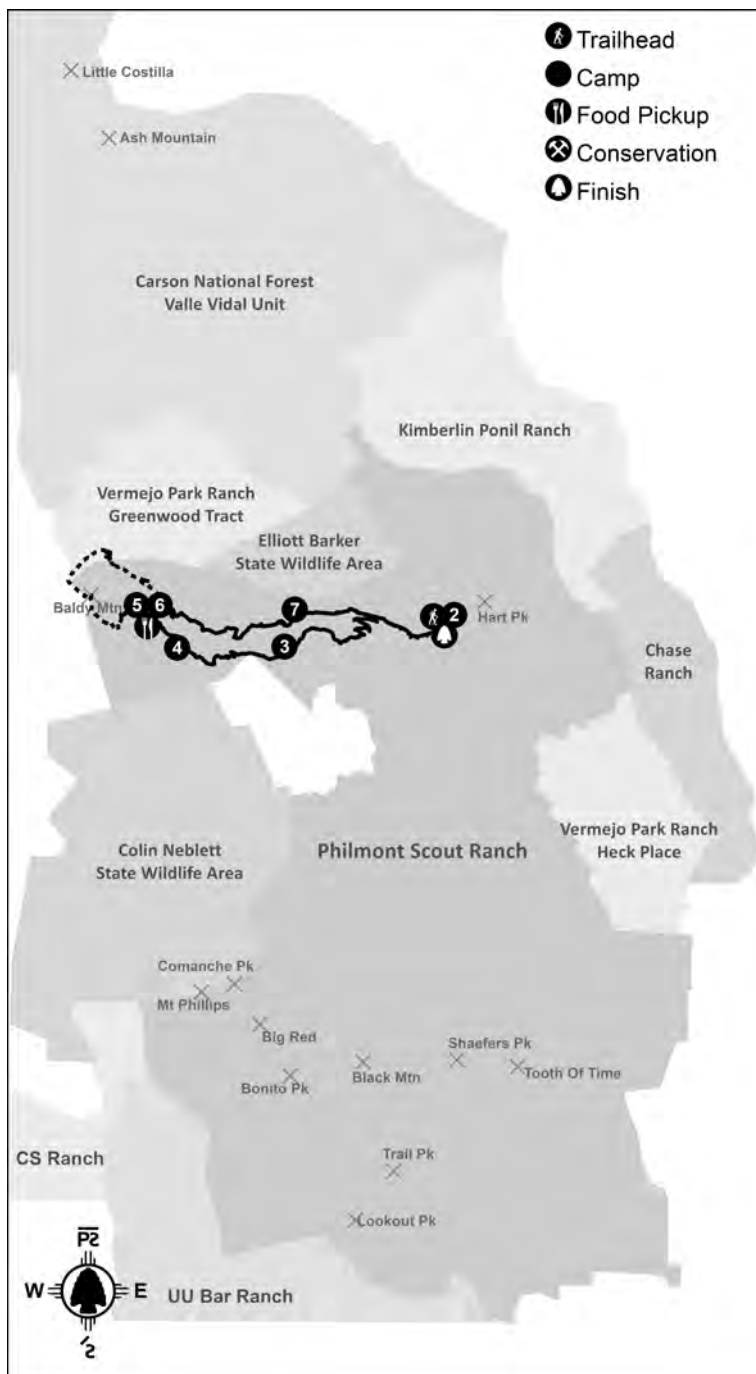 Trailhead
Camp
Food Pickup
Conservation
Finish
Little Costilla
Ash Mountain
Carson National Forest
Valle Vidal Unit
Kimberlin Ponil Ranch
Vermejo Park Ranch
Greenwood Tract
Elliott Barker
State Wildlife Area
Baldy Mtn
5
6
7
2
Hart Pk
4
3
Chase
Ranch
Colin Neblett
State Wildlife Area
Philmont Scout Ranch
Vermejo Park Ranch
Heck Place
Comanche Pk
Mt Phillips
Big Red
Bonito Pk
Black Mtn
Shaefers Pk
Tooth Of Time
Trail Pk
Lookout Pk
CS Ranch
UU Bar Ranch
W
E